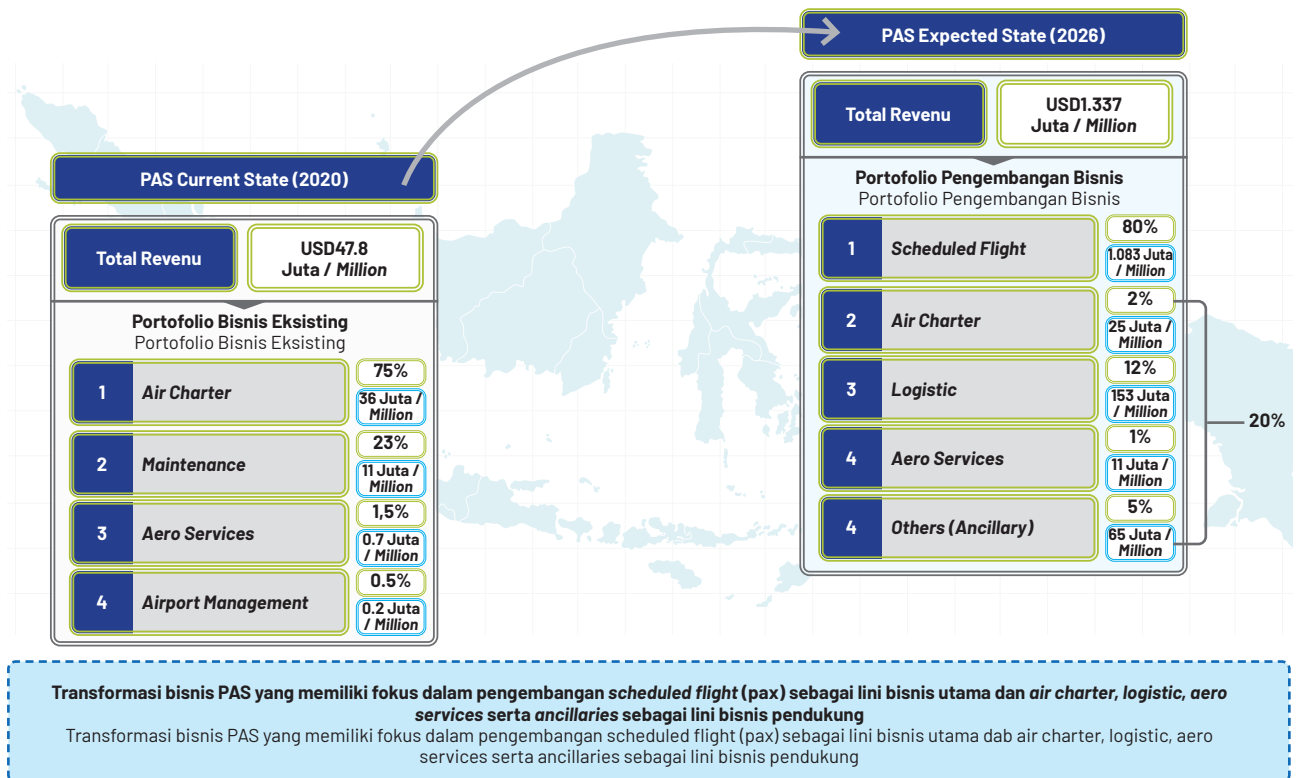 PAS Current State (2020)
Total Revenu
USD47.8
Juta / Million
Portofolio Bisnis Eksisting
Portofolio Bisnis Eksisting
1
Air Charter
75%
36 Juta /
Million
2
Maintenance
23%
11 Juta /
Million
3
Aero Services
1,5%
0.7 Juta
/ Million
4
Airport Management
0.5%
0.2 Juta
/ Million
PAS Expected State (2026)
Total Revenu
USD1.337
Juta / Million
Portofolio Pengembangan Bisnis
Portofolio Pengembangan Bisnis
1
Scheduled Flight
80%
1.083 Juta
/ Million
2
Air Charter
2%
25 Juta /
Million
3
Logistic
12%
153 Juta
/ Million
4
Aero Services
1%
11 Juta /
Million
4
Others (Ancillary)
5%
65 Juta /
Million
20%
Transformasi bisnis PAS yang memiliki fokus dalam pengembangan scheduled flight (pax) sebagai lini bisnis utama dan air charter, logistic, aero
services serta ancillaries sebagai lini bisnis pendukung
Transformasi bisnis PAS yang memiliki fokus dalam pengembangan scheduled flight (pax) sebagai lini bisnis utama dab air charter, logistic, aero
services serta ancillaries sebagai lini bisnis pendukung